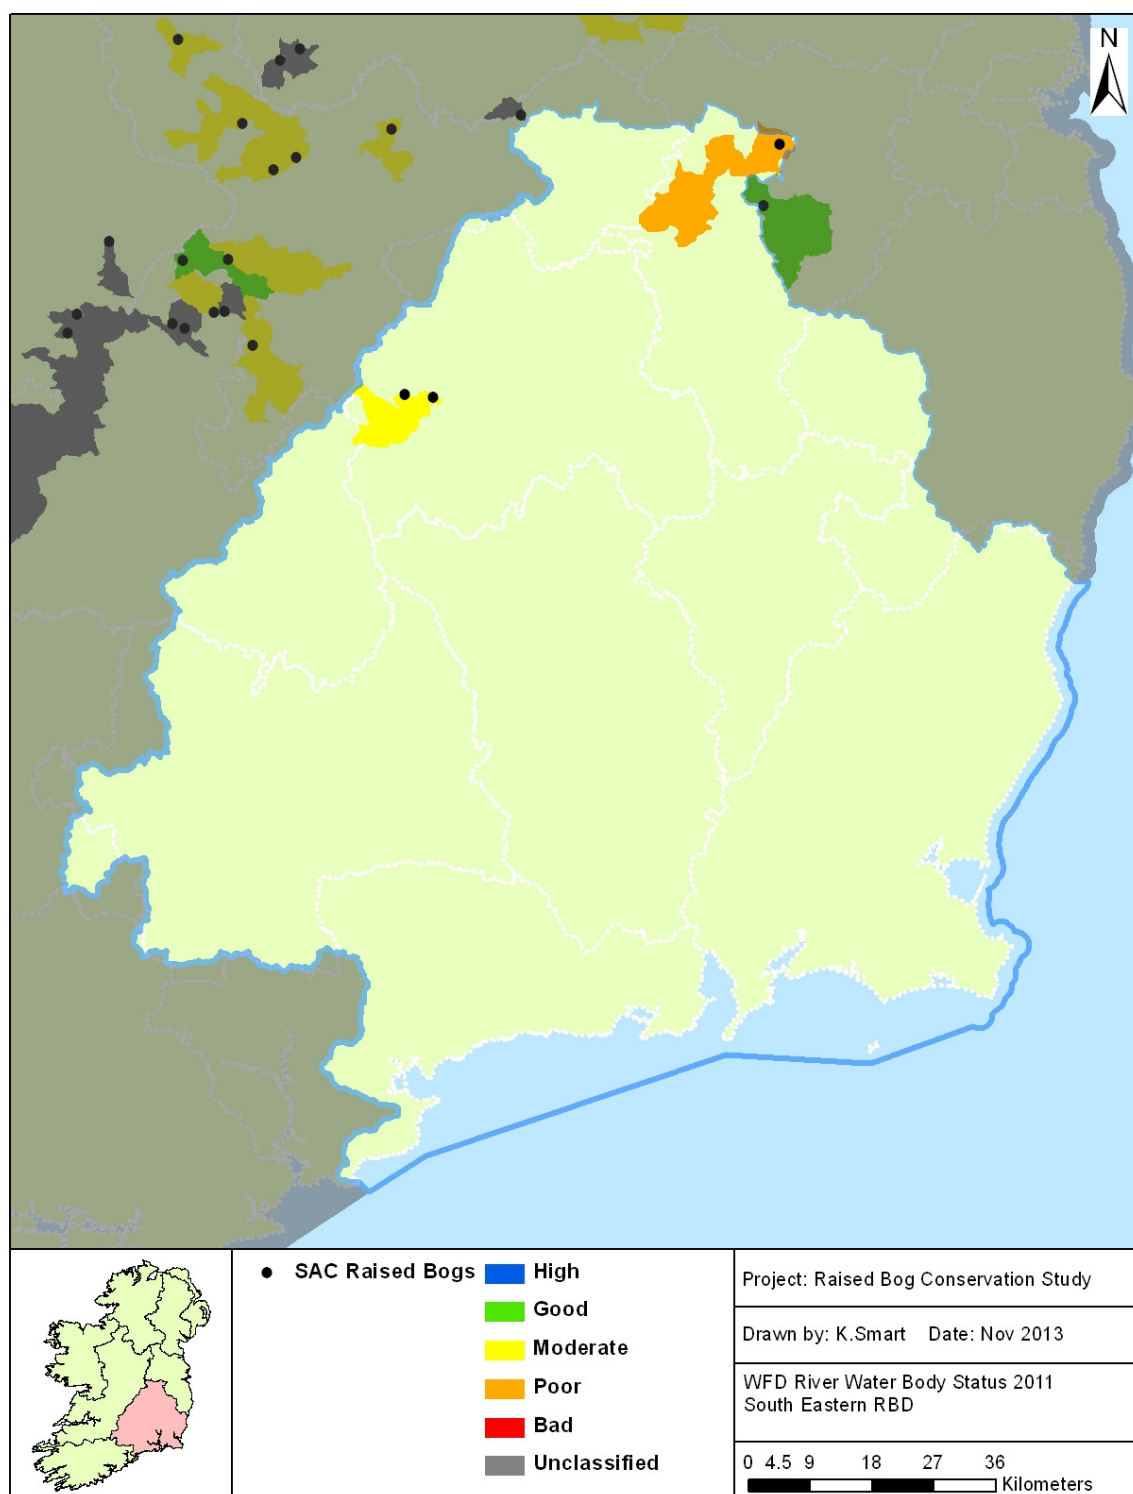 N
SAC Raised Bogs
High
Good
Moderate
Poor
Bad
Unclassified
Project: Raised Bog Conservation Study
Drawn by: K.Smart Date: Nov 2013
WFD River Water Body Status 2011
South Eastern RBD
0 4.5 9 18 27 36
Kilometers